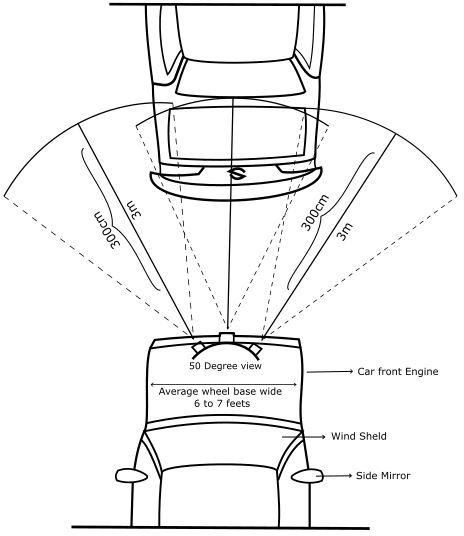 3m
300cm
300cm
3m
50 Degree view
Average wheel base wide
6 to 7 feets
Car front Engine
Wind Sheld
Side Mirror